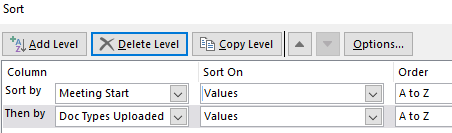 Sort
Add Level Delete Level Copy Level Options...
Column Sort On Order
Sort by Meeting Start Values A to Z
Then by Doc Types Uploaded Values A to Z